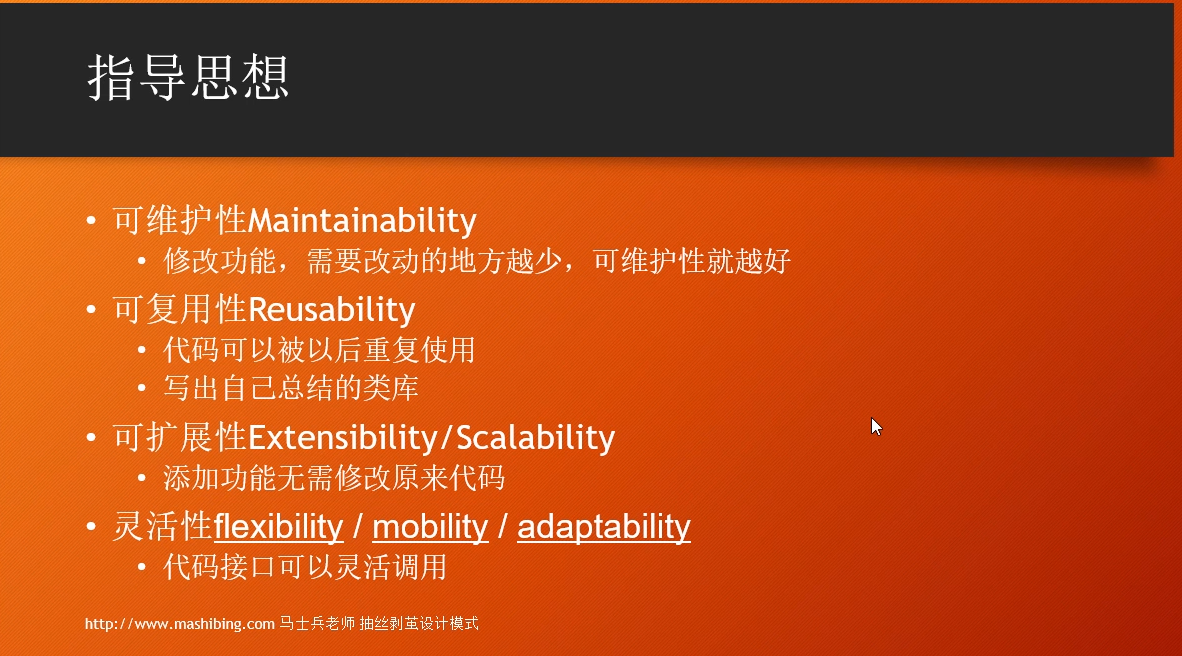 指导思想
• 可维护性Maintainability
• 修改功能，需要改动的地方越少，可维护性就越好
• 可复用性Reusability
• 代码可以被以后重复使用
• 写出自己总结的类库
• 可扩展性Extensibility/Scalability
• 添加功能无需修改原来代码
• 灵活性flexibility / mobility / adaptability
• 代码接口可以灵活调用
http://www.mashibing.com 马士兵老师 抽丝剥茧设计模式